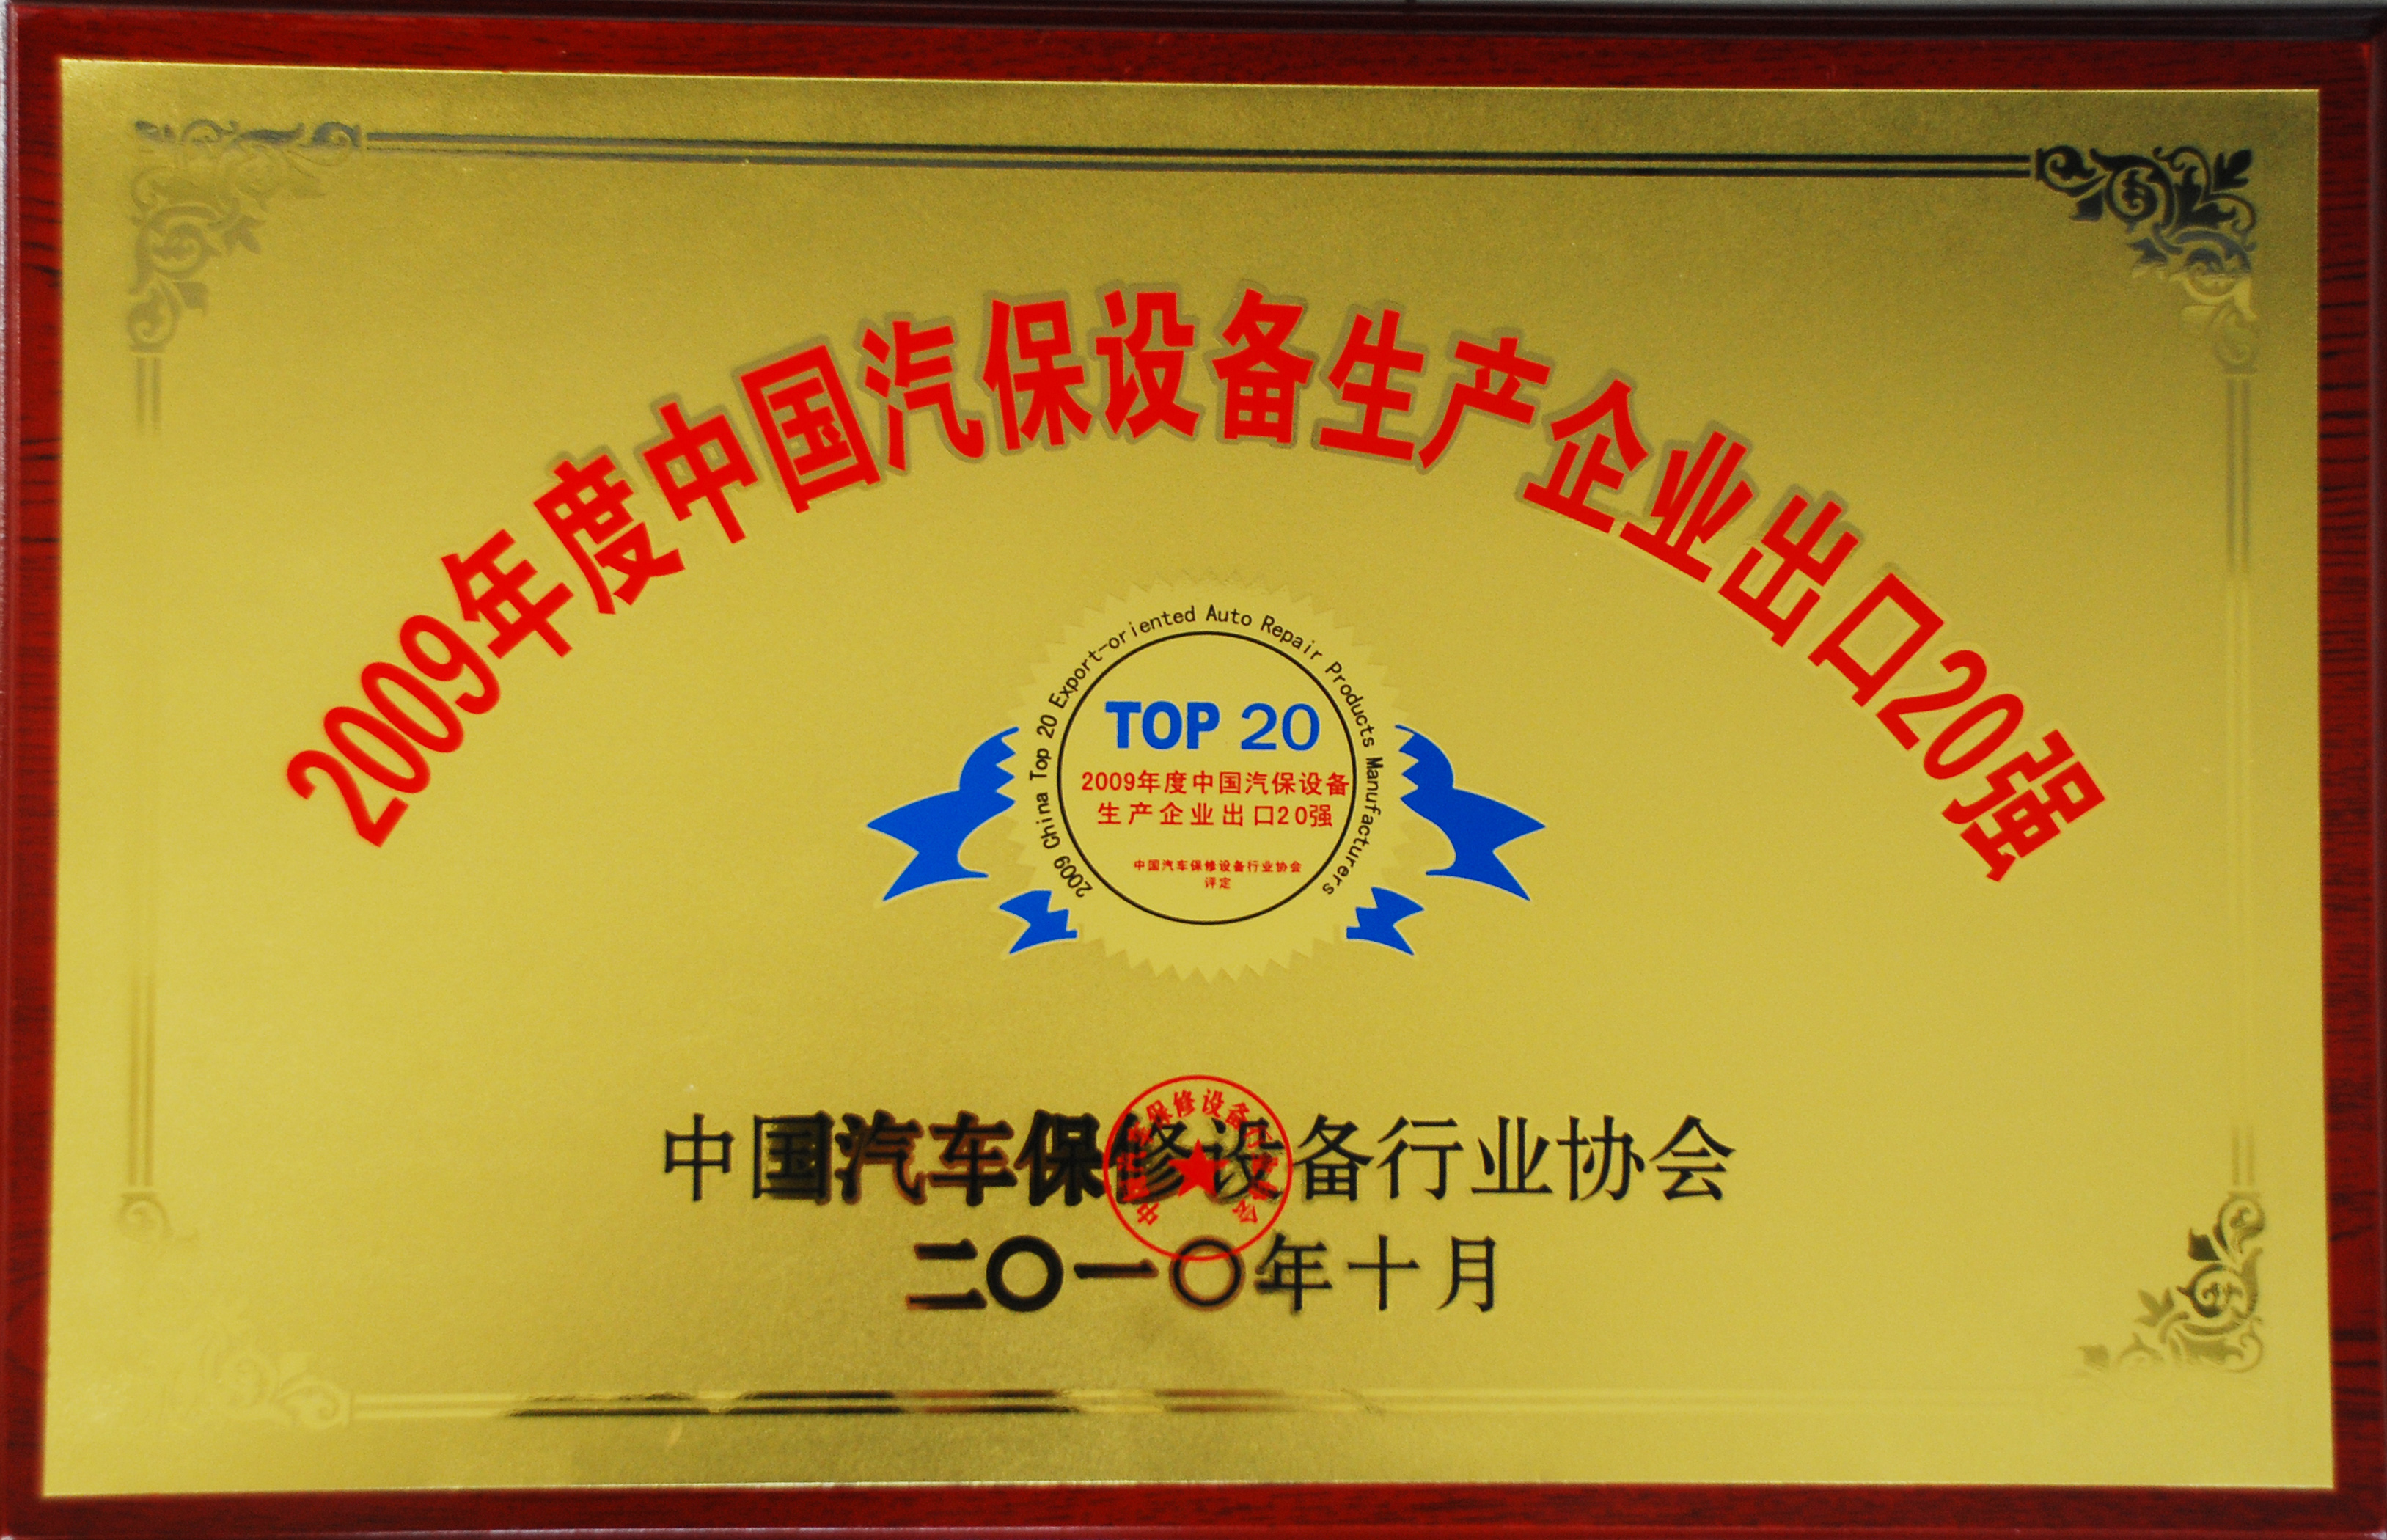 2009年度中国汽保设备生产企业出口20强
2009 China Top 20 Export-oriented Auto Repair Products Manufacturers
TOP 20
2009年度中国汽保设备
生产企业出口20强
中国汽车保修设备行业协会
评定
中国汽车保修设备行业协会
二〇一〇年十月